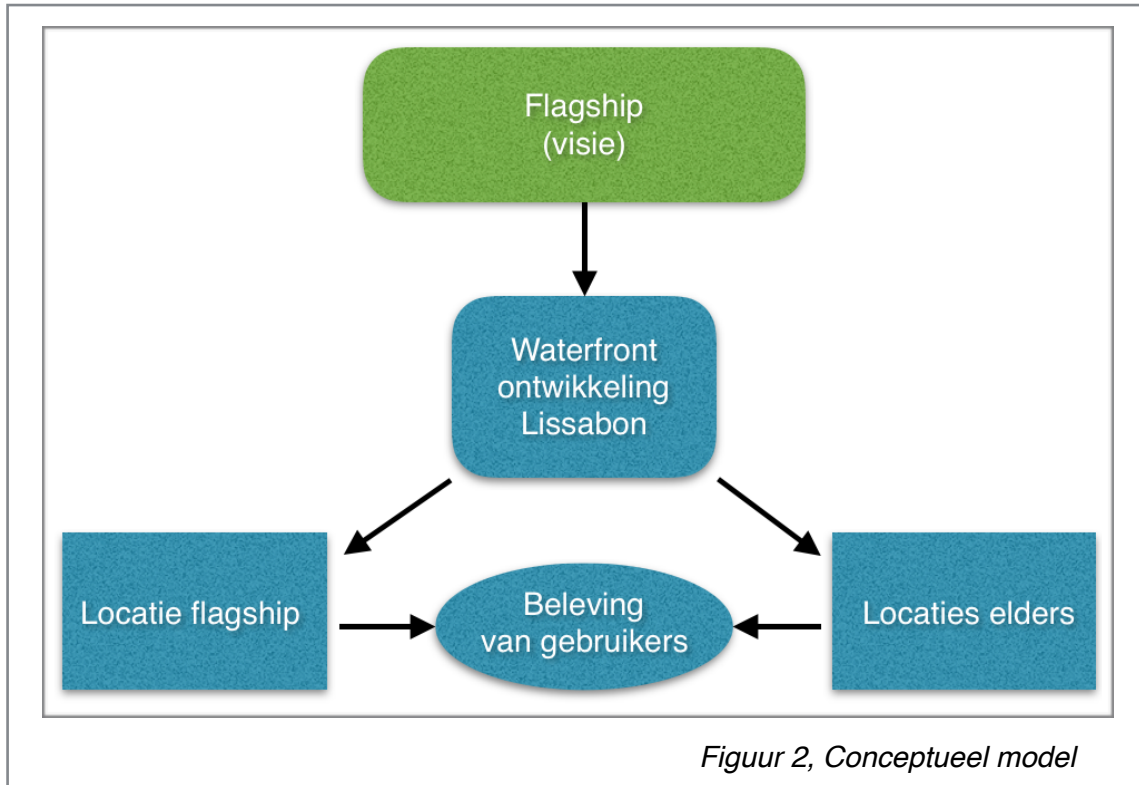 Flagship
(visie)
Waterfront
ontwikkeling
Lissabon
Locatie flagship
Beleving
van gebruikers
Locaties elders
Figuur 2, Conceptueel model